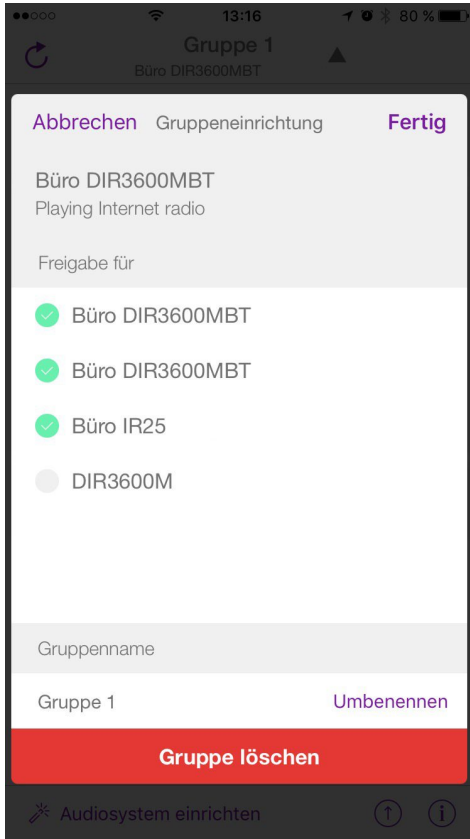 13:16
80 %
Gruppe 1
Büro DIR3600MBT
Abbrechen Gruppeneinrichtung Fertig
Büro DIR3600MBT
Playing Internet radio
Freigabe für
Büro DIR3600MBT
Büro DIR3600MBT
Büro IR25
DIR3600M
Gruppenname
Gruppe 1 Umbenennen
Gruppe löschen
Audiosystem einrichten